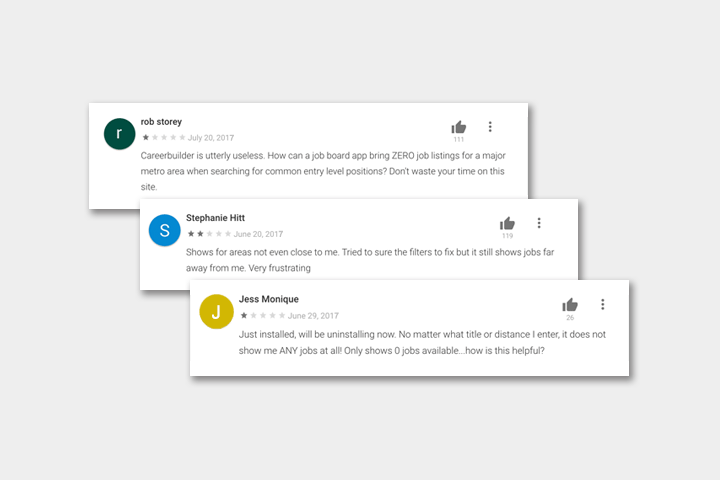 r
rob storey
July 20, 2017
111
Careerbuilder is utterly useless. How can a job board app bring ZERO job listings for a major
metro area when searching for common entry level positions? Don't waste your time on this
site.
S
Stephanie Hitt
June 20, 2017
119
Shows for areas not even close to me. Tried to sure the filters to fix but it still shows jobs far
away from me. Very frustrating
J
Jess Monique
June 29, 2017
26
Just installed, will be uninstalling now. No matter what title or distance I enter, it does not
show me ANY jobs at all! Only shows 0 jobs available...how is this helpful?